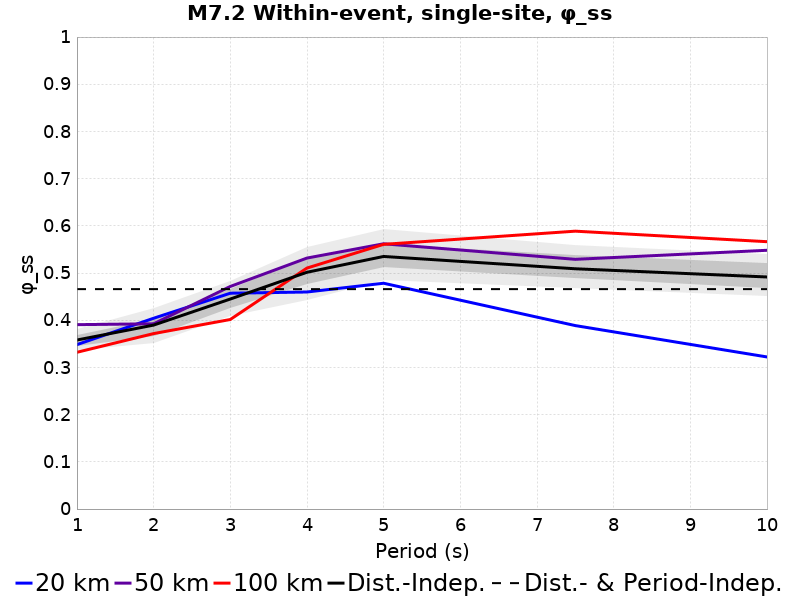 M7.2 Within-event, single-site, φ_ss
1
0.9
0.8
0.7
0.6
0.5
0.4
0.3
0.2
0.1
0
φ_ss
1 2 3 4 5 6 7 8 9 10
Period (s)
20 km 50 km 100 km Dist.-Indep. Dist.- & Period-Indep.